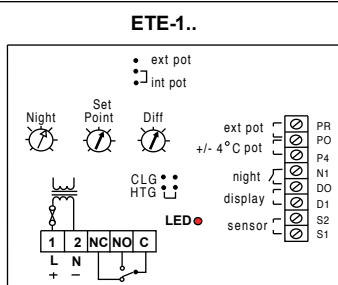 ETE-1..
ext pot
int pot
Night
Set
Point
Diff
ext pot
+/- 4°C pot
night
display
sensor
PR
PO
P4
N1
DO
D1
S2
S1
CLG
HTG
LED
1 2 NC NO C
L N
+ −